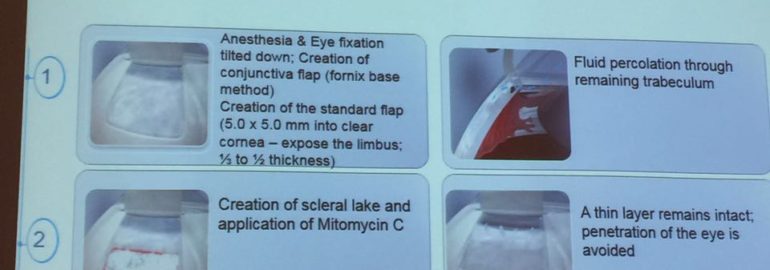 1
Anesthesia & Eye fixation
tilted down; Creation of
conjunctiva flap (fornix base
method)
Creation of the standard flap
(5.0 x 5.0 mm into clear
cornea – expose the limbus;
⅓ to ½ thickness)
Fluid percolation through
remaining trabeculum
2
Creation of scleral lake and
application of Mitomycin C
A thin layer remains intact;
penetration of the eye is
avoided